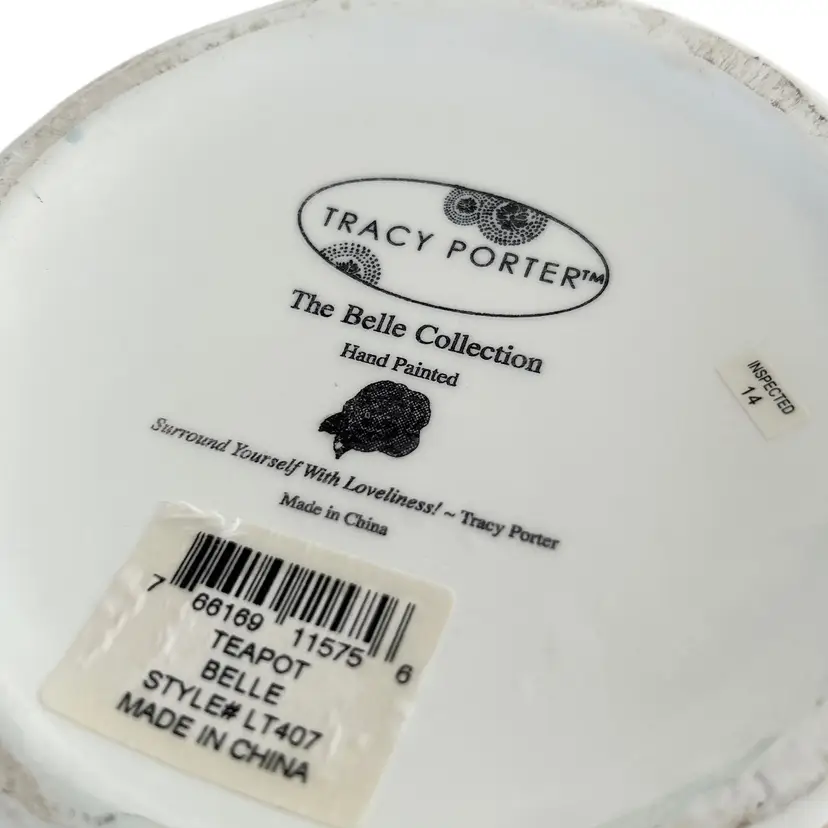 TRACY PORTER™
The Belle Collection
Hand Painted
Surround Yourself With Loveliness! ~ Tracy Porter
Made in China
INSPECTED
14
7 66169 11575 6
TEAPOT
BELLE
STYLE# LT407
MADE IN CHINA